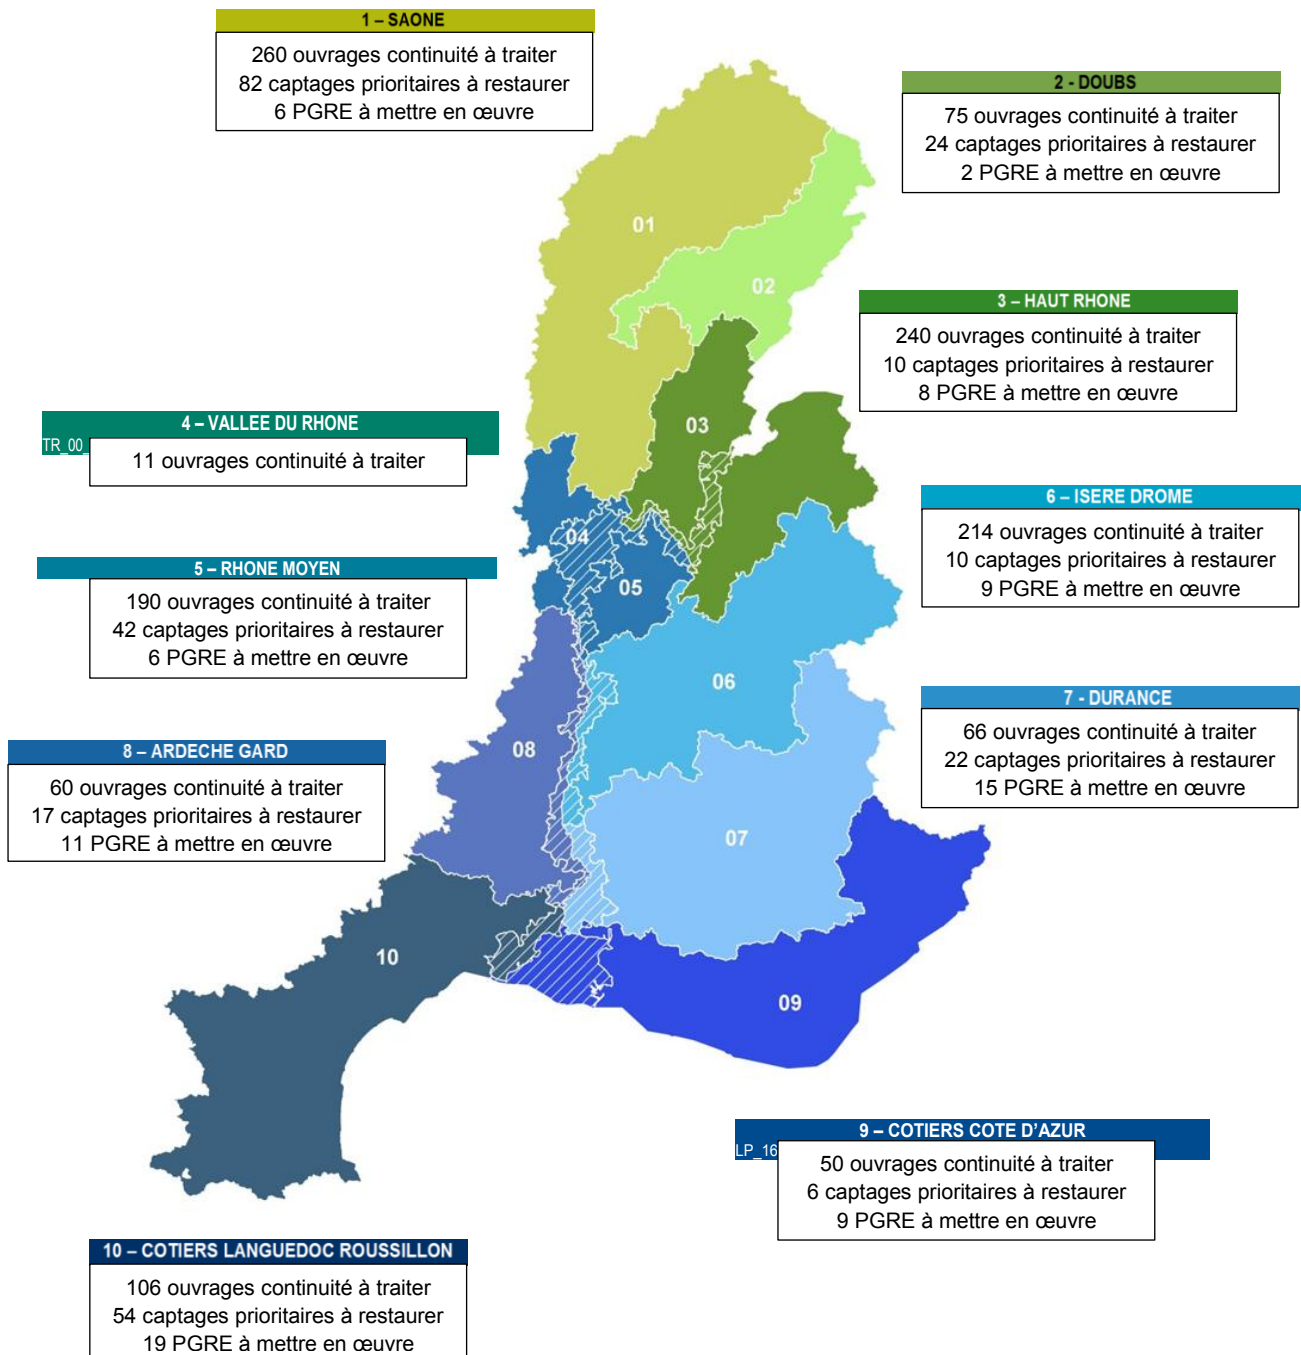 1 – SAONE
260 ouvrages continuité à traiter
82 captages prioritaires à restaurer
6 PGRE à mettre en œuvre
2 - DOUBS
75 ouvrages continuité à traiter
24 captages prioritaires à restaurer
2 PGRE à mettre en œuvre
01
02
3 – HAUT RHONE
240 ouvrages continuité à traiter
10 captages prioritaires à restaurer
8 PGRE à mettre en œuvre
4 – VALLEE DU RHONE
TR_00
11 ouvrages continuité à traiter
03
6 – ISERE DROME
214 ouvrages continuité à traiter
10 captages prioritaires à restaurer
9 PGRE à mettre en œuvre
04
5 – RHONE MOYEN
190 ouvrages continuité à traiter
42 captages prioritaires à restaurer
6 PGRE à mettre en œuvre
05
06
7 - DURANCE
66 ouvrages continuité à traiter
22 captages prioritaires à restaurer
15 PGRE à mettre en œuvre
8 – ARDECHE GARD
60 ouvrages continuité à traiter
17 captages prioritaires à restaurer
11 PGRE à mettre en œuvre
08
07
10
09
9 – COTIERS COTE D'AZUR
LP_16
50 ouvrages continuité à traiter
6 captages prioritaires à restaurer
9 PGRE à mettre en œuvre
10 – COTIERS LANGUEDOC ROUSSILLON
106 ouvrages continuité à traiter
54 captages prioritaires à restaurer
19 PGRE à mettre en œuvre